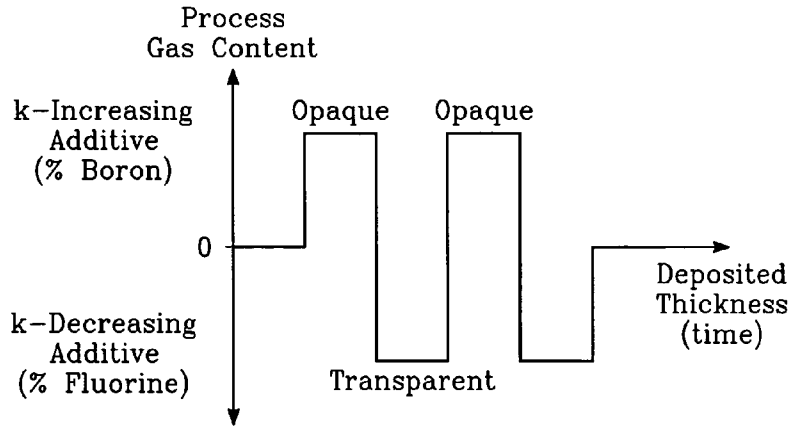 Process
Gas Content
k-Increasing
Additive
(% Boron)
Opaque
Opaque
0
Deposited
Thickness
(time)
k-Decreasing
Additive
(% Fluorine)
Transparent